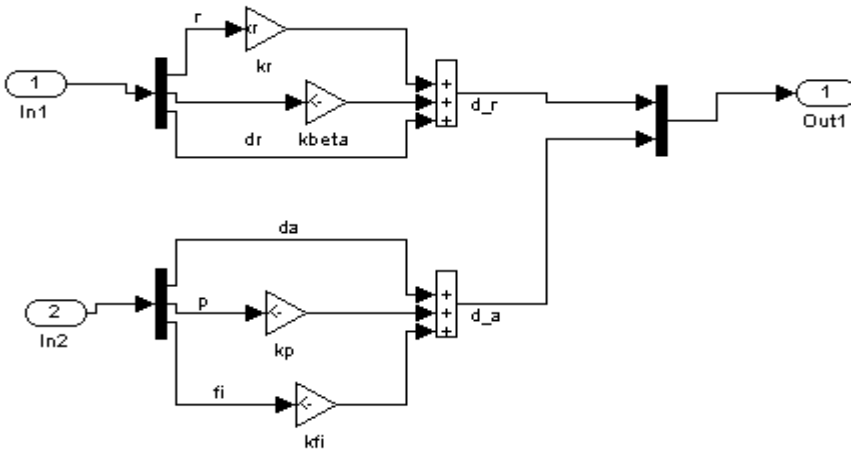 r
kr
kr
1
In1
+
+
+
d_r
1
Out1
dr
kbeta
da
p
kp
2
In2
+
+
+
d_a
fi
kfi